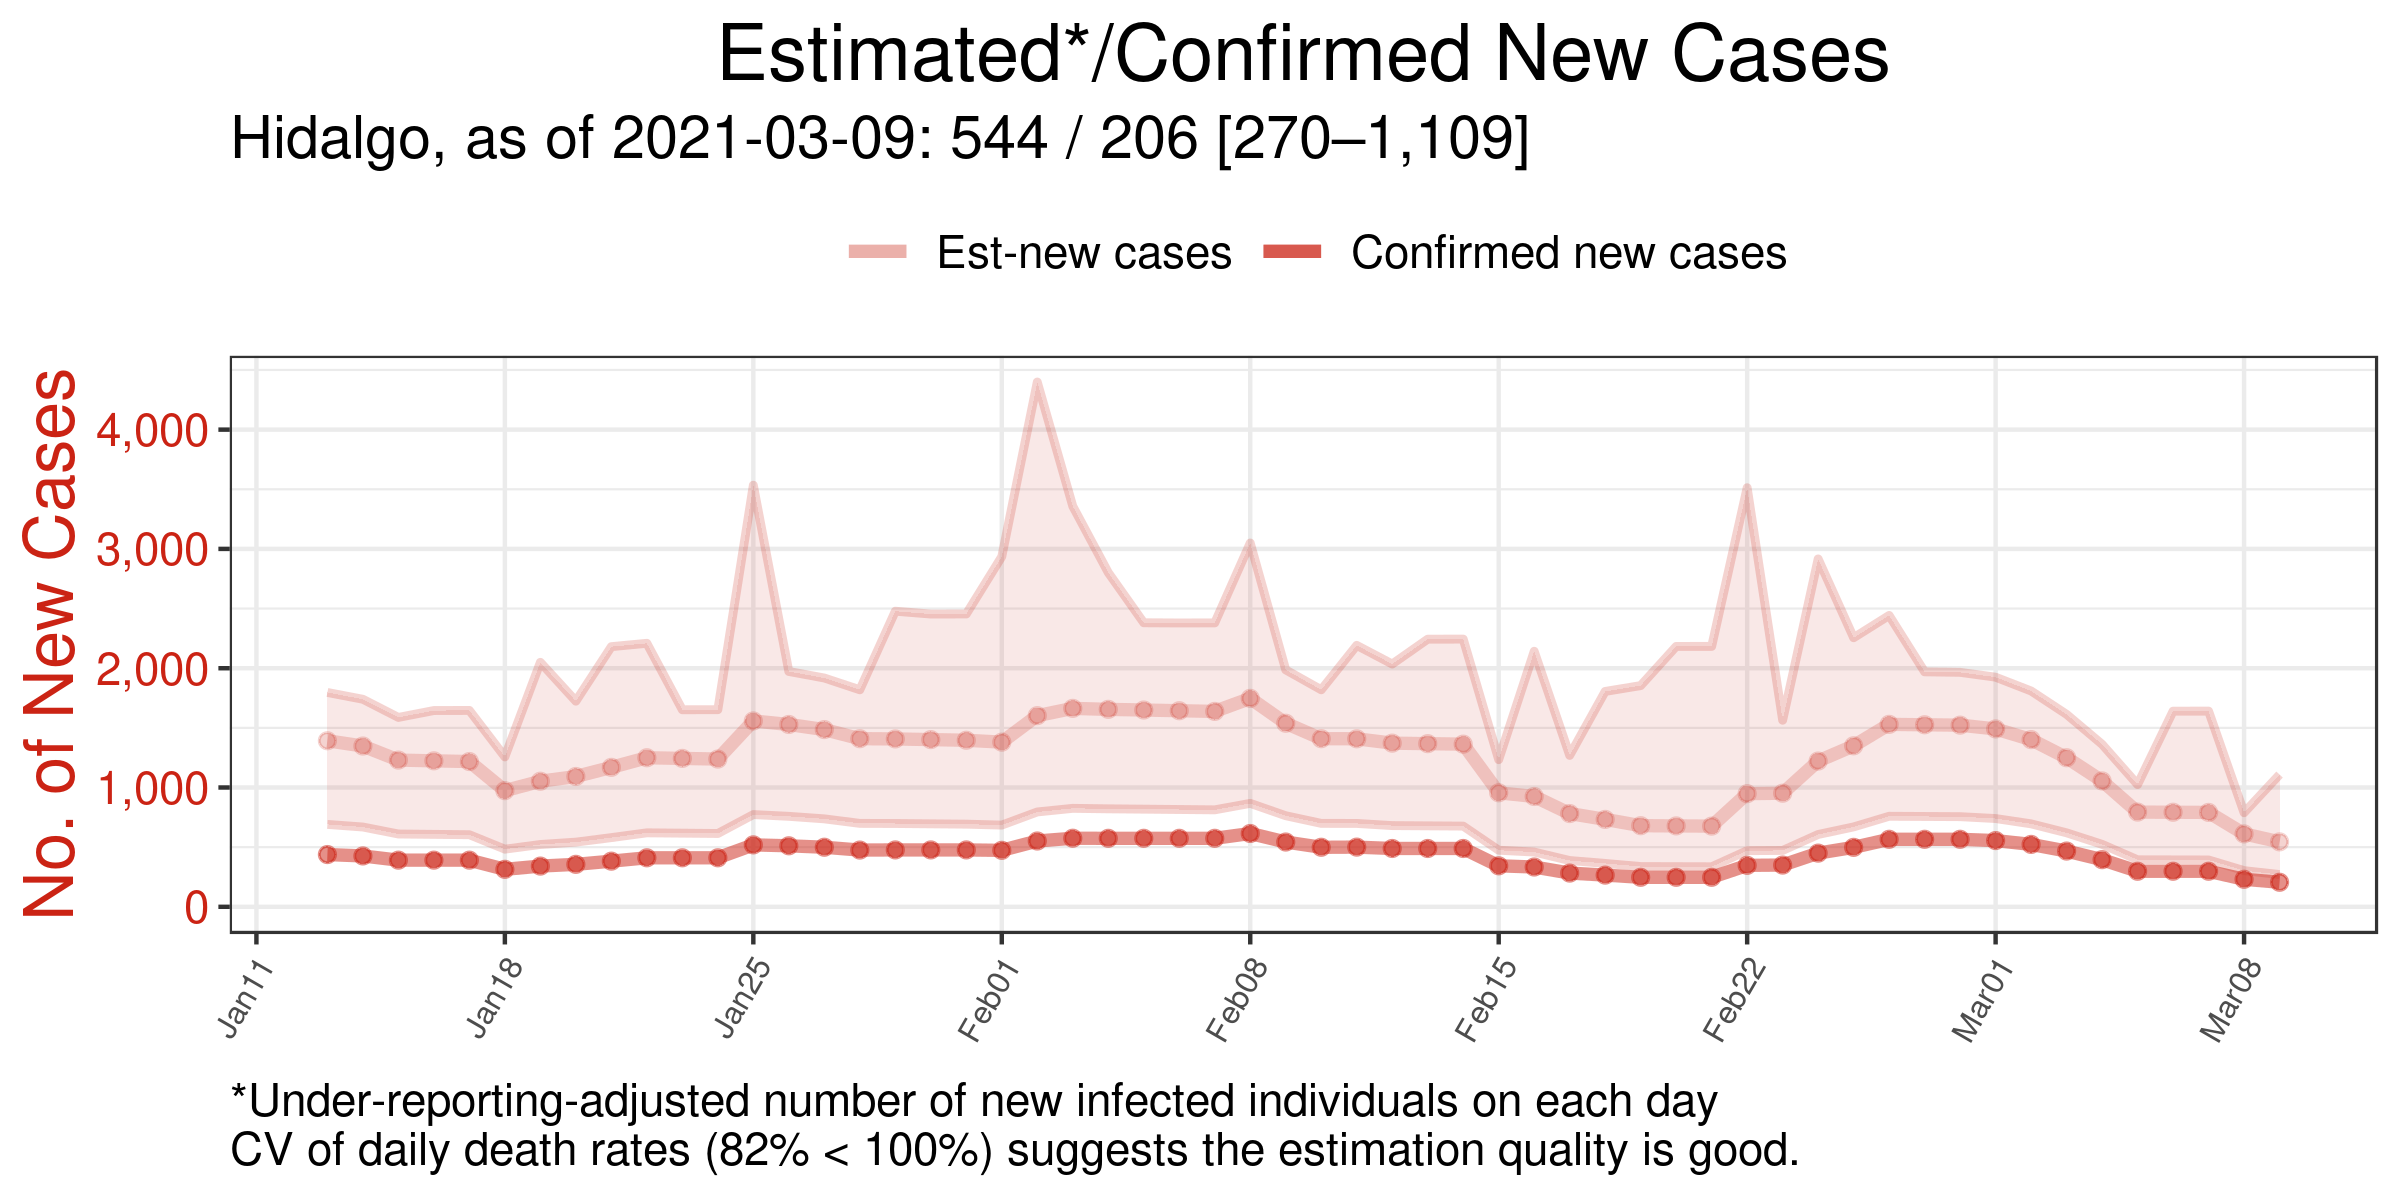 Estimated*/Confirmed New Cases
Hidalgo, as of 2021-03-09: 544 / 206 [270–1,109]
Est-new cases
Confirmed new cases
No. of New Cases
4,000
3,000
2,000
1,000
0
Jan11
Jan18
Jan25
Feb01
Feb08
Feb15
Feb22
Mar01
Mar08
*Under-reporting-adjusted number of new infected individuals on each day
CV of daily death rates (82% < 100%) suggests the estimation quality is good.